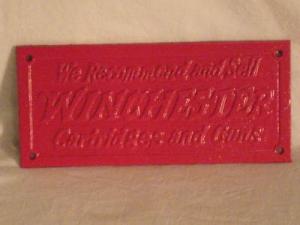 We Recommend and Sell
WINCHESTER
Cartridges and Guns